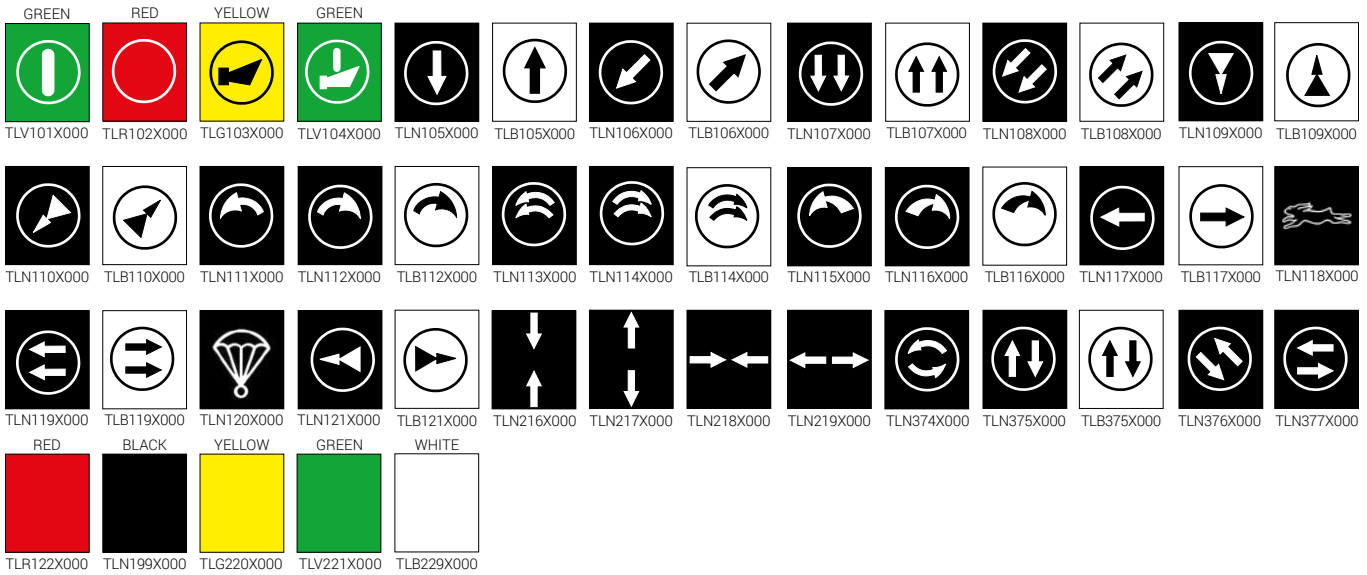 GREEN RED YELLOW GREEN
TLV101X000 TLR102X000 TLG103X000 TLV104X000 TLN105X000 TLB105X000 TLN106X000 TLB106X000 TLN107X000 TLB107X000 TLN108X000 TLB108X000 TLN109X000 TLB109X000
TLN110X000 TLB110X000 TLN111X000 TLN112X000 TLB112X000 TLN113X000 TLN114X000 TLB114X000 TLN115X000 TLN116X000 TLB116X000 TLN117X000 TLB117X000 TLN118X000
TLN119X000 TLB119X000 TLN120X000 TLN121X000 TLB121X000 TLN216X000 TLN217X000 TLN218X000 TLN219X000 TLN374X000 TLN375X000 TLB375X000 TLN376X000 TLN377X000
RED BLACK YELLOW GREEN WHITE
TLR122X000 TLN199X000 TLG220X000 TLV221X000 TLB229X000